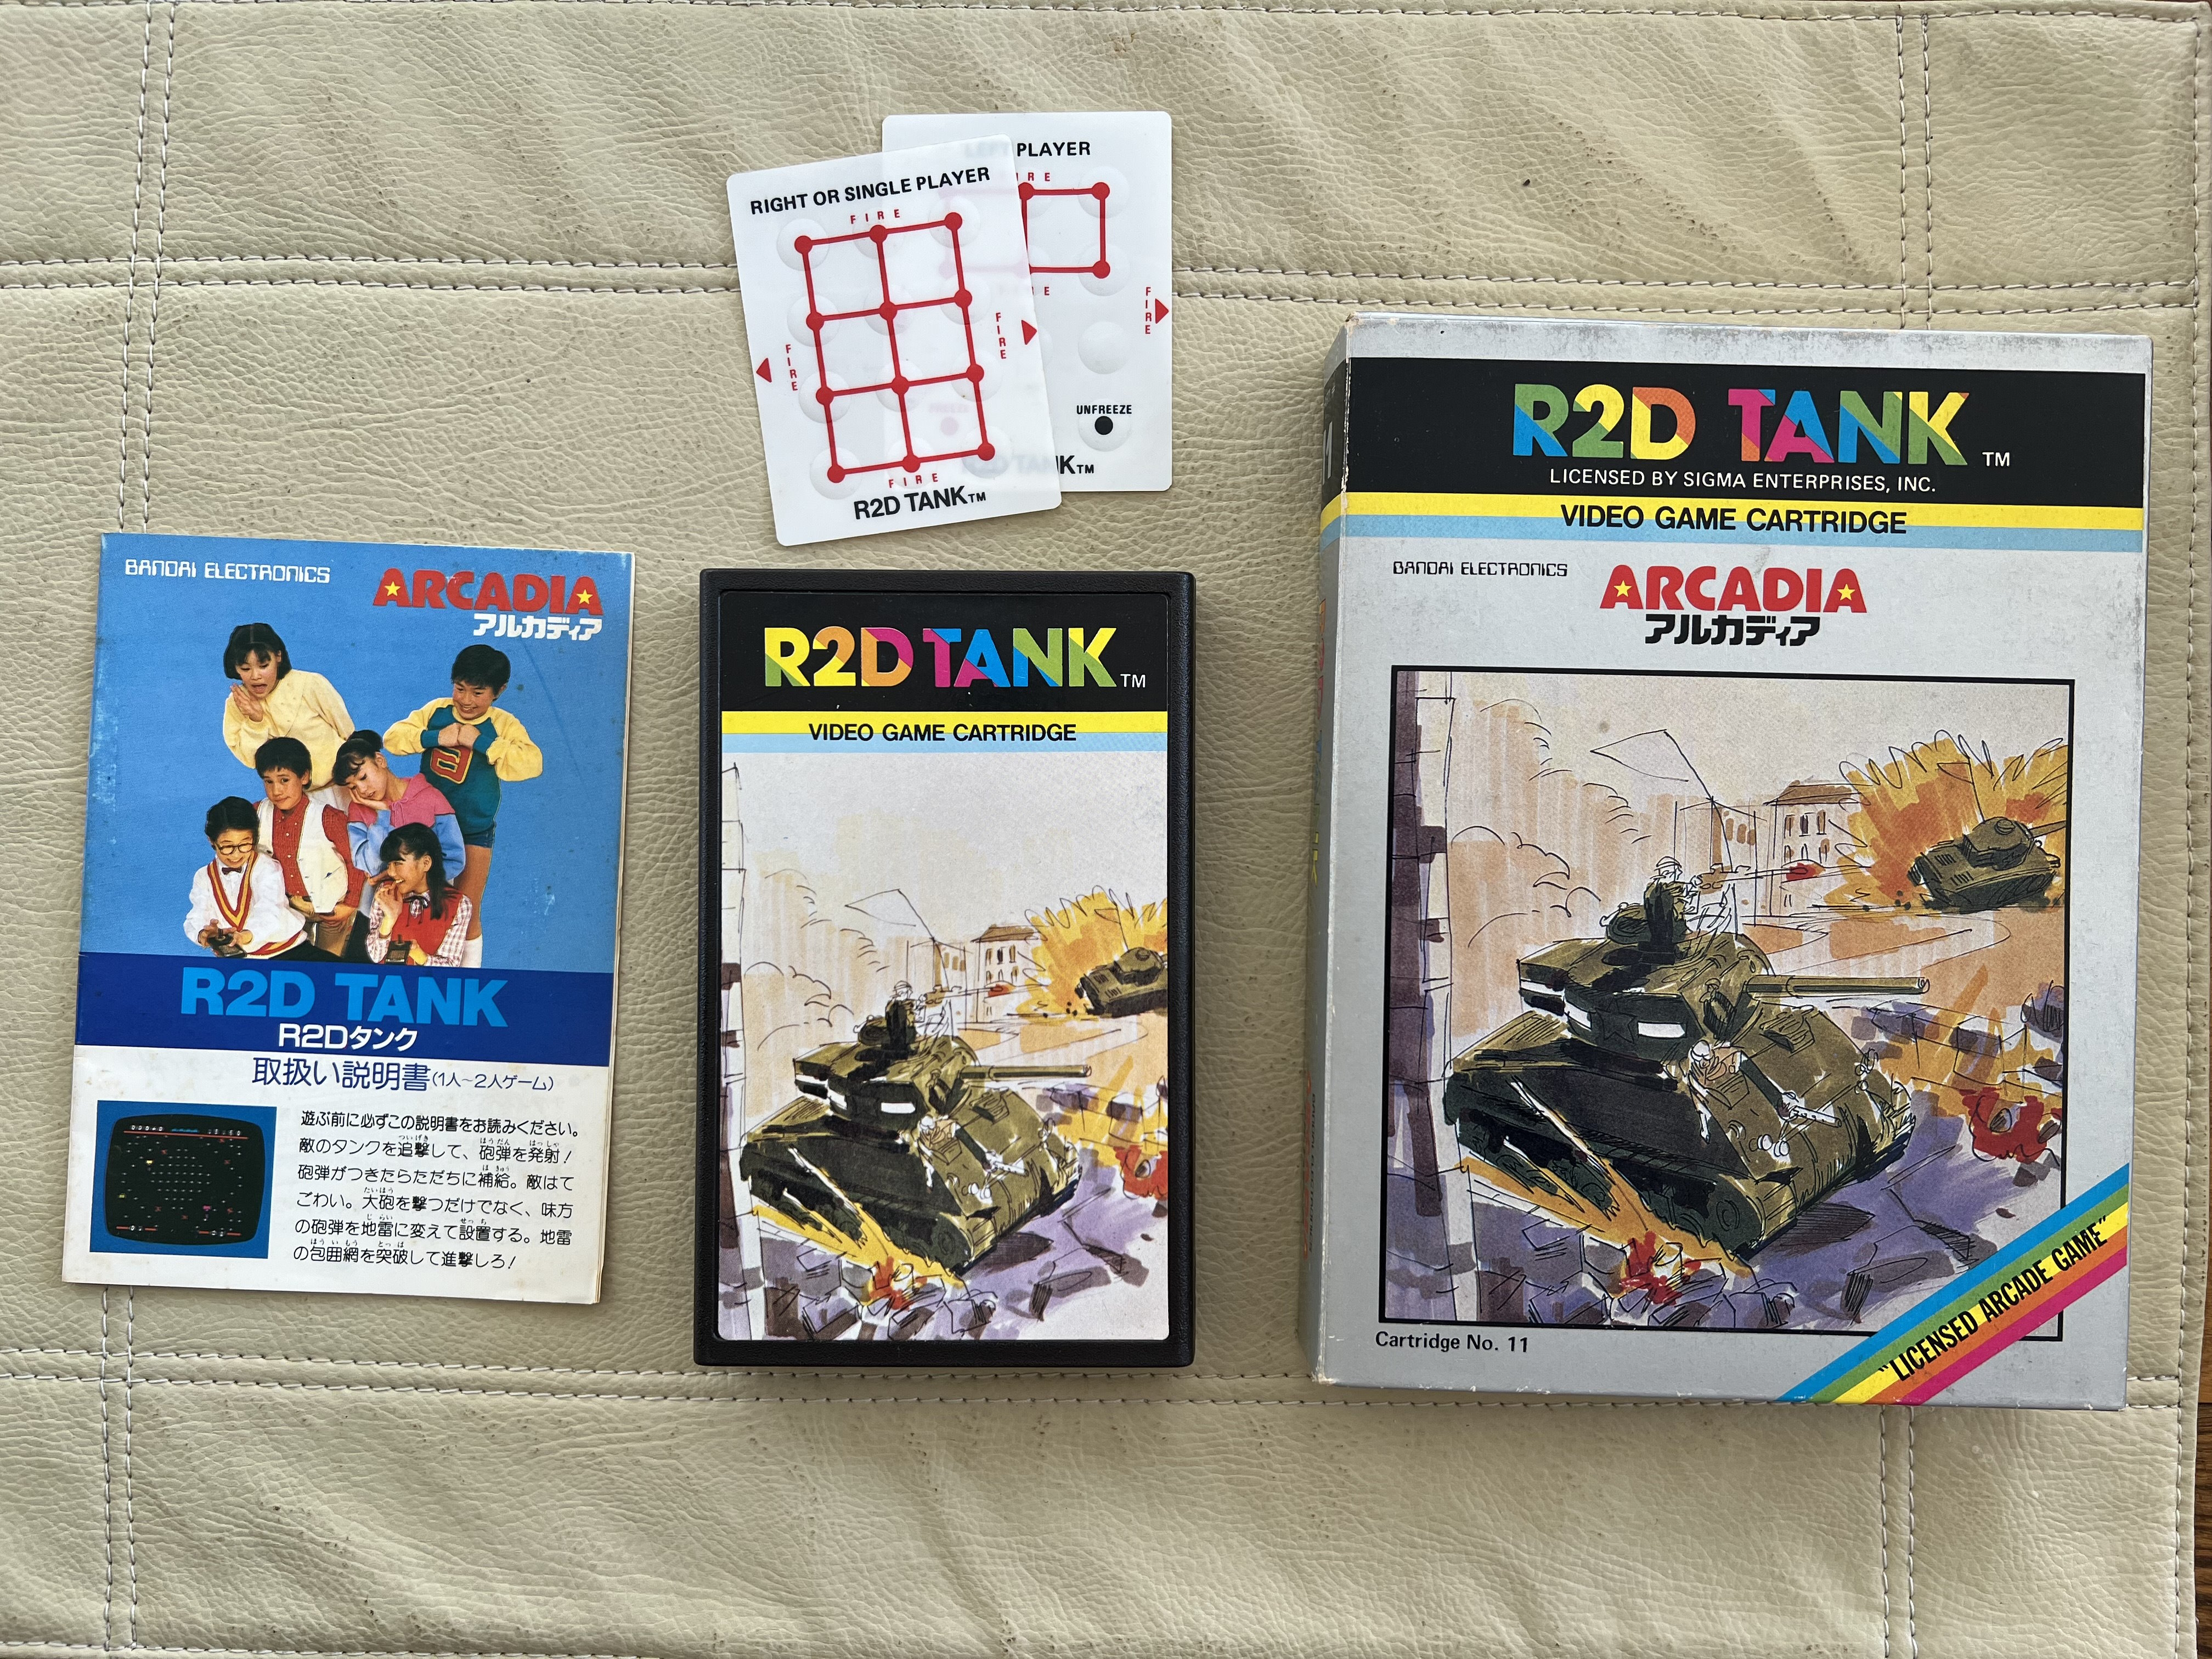 RIGHT OR SINGLE PLAYER
FIRE
FIRE
FIRE
FIRE
R2D TANK™
PLAYER
FIRE
UNFREEZE
BANDAI ELECTRONICS
ARCADIA
アルカディア
R2D TANK
R2Dタンク
取扱い説明書(1人~2人ゲーム)
遊ぶ前に必ずこの説明書をお読みください。
敵のタンクを追撃して、砲弾を発射!
砲弾がつきたらただちに補給。敵はて
ごわい。大砲を撃つだけでなく、味方
の砲弾を地雷に変えて設置する。地雷
の包囲網を突破して進撃しろ!
R2D TANK™
VIDEO GAME CARTRIDGE
R2D TANK™
LICENSED BY SIGMA ENTERPRISES, INC.
VIDEO GAME CARTRIDGE
BANDAI ELECTRONICS
ARCADIA
アルカディア
Cartridge No. 11
"LICENSED ARCADE GAME"